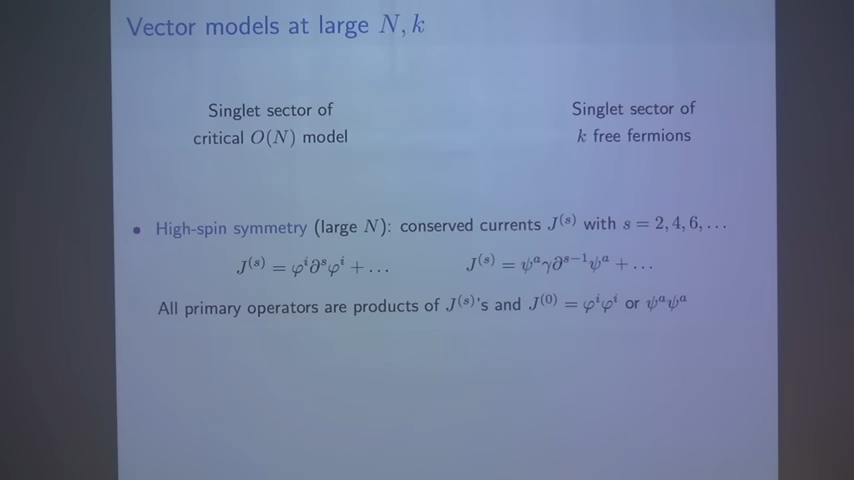 Vector models at large N, k
Singlet sector of
critical O(N) model
Singlet sector of
k free fermions
• High-spin symmetry (large N): conserved currents J^(s) with s = 2, 4, 6, ...
J^(s) = φ^i ∂^s φ^i + ...
J^(s) = ψ^a γ∂^{s−1} ψ^a + ...
All primary operators are products of J^(s)'s and J^(0) = φ^i φ^i or ψ^a ψ^a